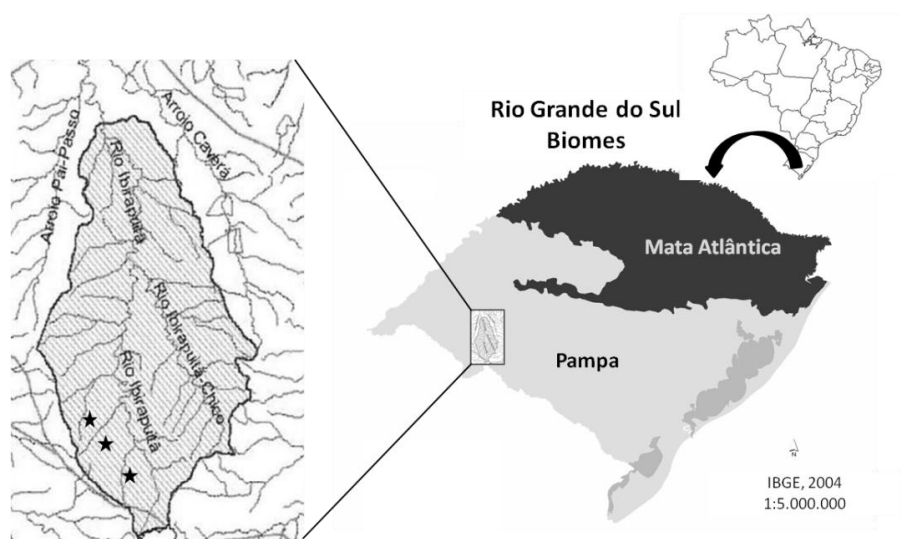 Arroio Pai-Passo
Arroio Caverá
Rio Ibirapuitã
Rio Ibirapuitã-Chico
Rio Ibirapuitã
Rio Grande do Sul
Biomes
Mata Atlântica
Pampa
N
IBGE, 2004
1:5.000.000